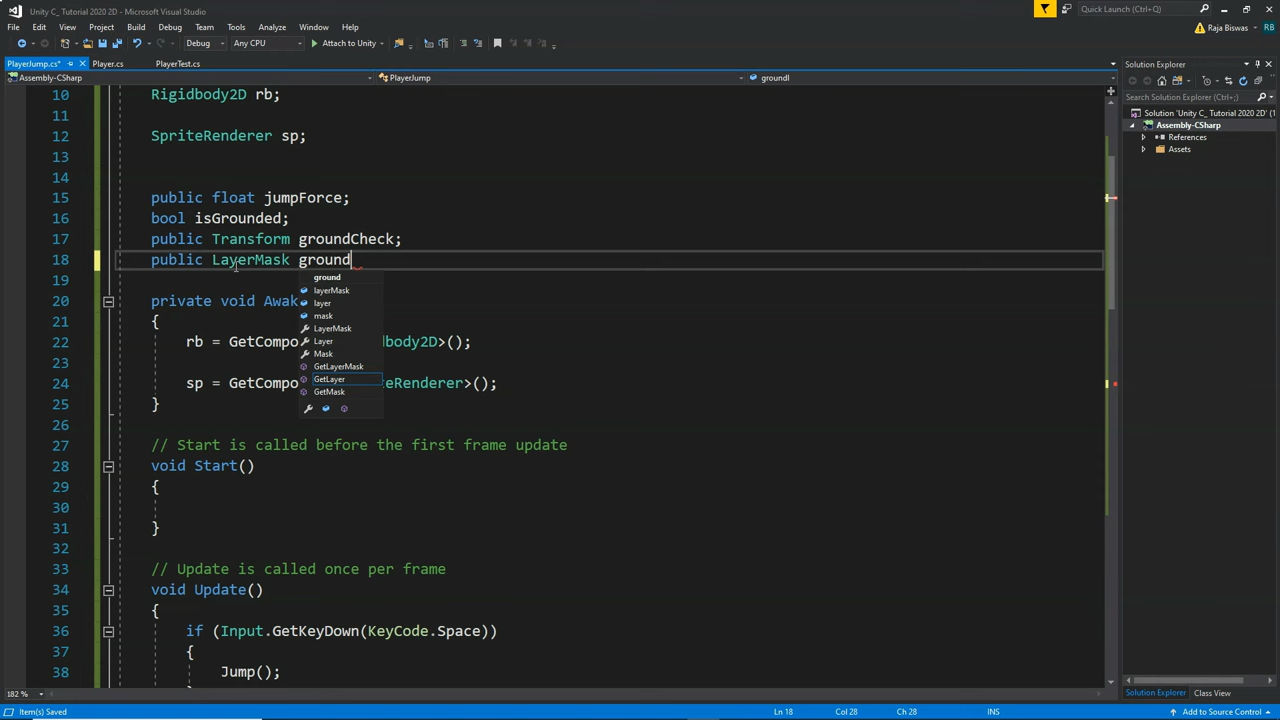 Unity C_ Tutorial 2020 2D - Microsoft Visual Studio
Quick Launch (Ctrl+Q)
File Edit View Project Build Debug Team Tools Analyze Window Help
Raja Biswas RB
Debug Any CPU Attach to Unity
PlayerJump.cs* Player.cs PlayerTest.cs
Solution Explorer
Assembly-CSharp PlayerJump groundl
10 Rigidbody2D rb;
11
12 SpriteRenderer sp;
13
14
15 public float jumpForce;
16 bool isGrounded;
17 public Transform groundCheck;
18 public LayerMask ground
19
20 private void Awak
21 {
22 rb = GetCompo dbody2D>();
23
24 sp = GetCompo eRenderer>();
25 }
26
27 // Start is called before the first frame update
28 void Start()
29 {
30
31 }
32
33 // Update is called once per frame
34 void Update()
35 {
36 if (Input.GetKeyDown(KeyCode.Space))
37 {
38 Jump();
ground
layerMask
layer
mask
LayerMask
Layer
Mask
GetLayerMask
GetLayer
GetMask
Search Solution Explorer (Ctrl+;)
Solution 'Unity C_ Tutorial 2020 2D' (1
Assembly-CSharp
References
Assets
182 %
Solution Explorer Class View
Item(s) Saved Ln 18 Col 28 Ch 28 INS Add to Source Control